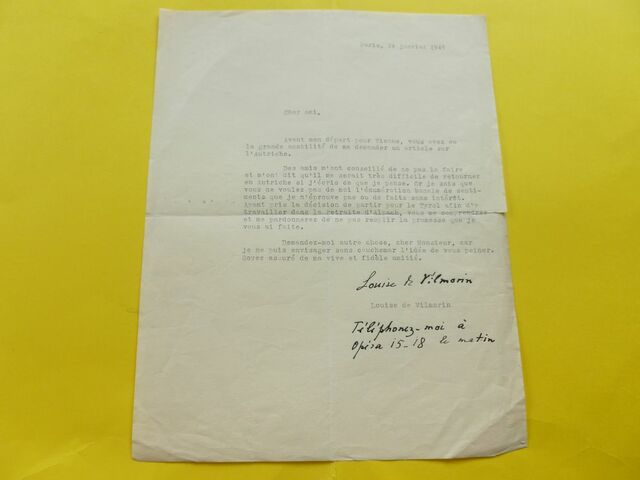 Paris, janvier
Cher ami,
Avant mon départ pour Vienne, vous avez eu
la grande amabilité de me demander un article sur
l'Autriche.
Des amis m'ont conseillé de ne pas le faire
et m'on' dit qu'il me serait très difficile de retourner
en Autriche si j'écris ce que je pense. Or je sais que
vous ne voulez pas de moi l'énumération banale de senti-
ments que je n'éprouve pas ou de faits sans intérêt.
Ayant pris la décision de partir pour le Tyrol afin d'y
travailler dans la retraite d'Alpach, vous me comprendrez
et me pardonnerez de ne pas remplir la promesse que je
vous ai faite.
Demandez-moi autre chose, cher Monsieur, car
je ne puis envisager sans cauchemar l'idée de vous peiner.
Soyez assuré de ma vive et fidèle amitié.
Louise de Vilmorin
Louise de Vilmorin
Téléphonez-moi à
Opéra 15-18 le matin